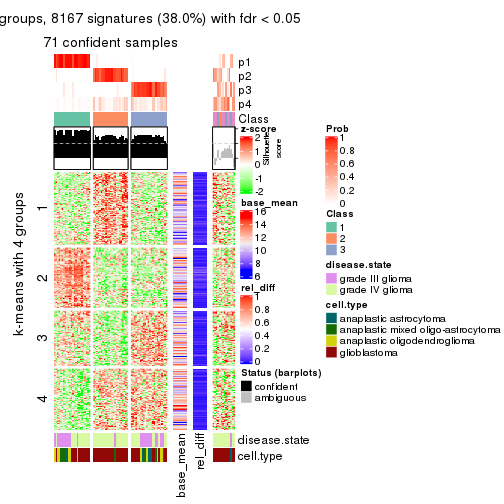 groups, 8167 signatures (38.0%) with fdr < 0.05
71 confident samples
p1
p2
p3
p4
Class
z-score
2
1
0
-1
-2
Silhouette
score
base_mean
16
14
12
10
8
6
rel_diff
1
0.8
0.6
0.4
0.2
0
Status (barplots)
confident
ambiguous
Prob
1
0.8
0.6
0.4
0.2
0
Class
1
2
3
disease.state
grade III glioma
grade IV glioma
cell.type
anaplastic astrocytoma
anaplastic mixed oligo-astrocytoma
anaplastic oligodendroglioma
glioblastoma
k-means with 4 groups
1
2
3
4
disease.state
cell.type
base_mean
rel_diff